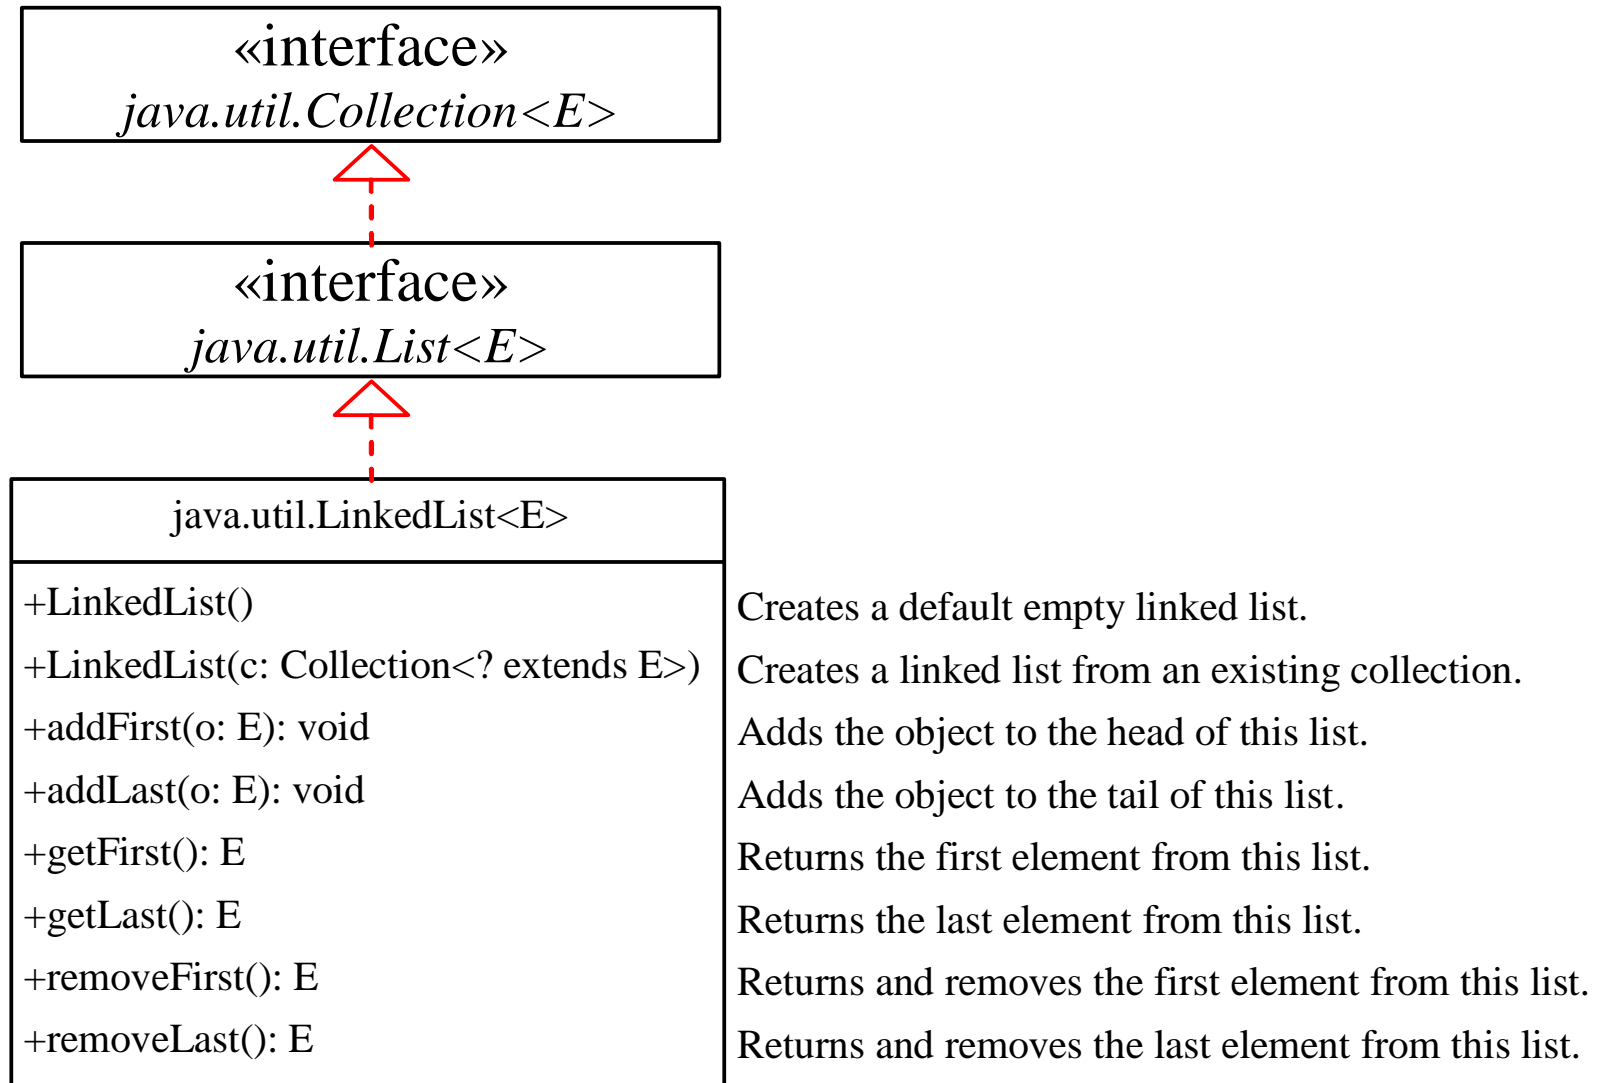 «interface»
java.util.Collection<E>
«interface»
java.util.List<E>
java.util.LinkedList<E>
+LinkedList()
Creates a default empty linked list.
+LinkedList(c: Collection<? extends E>)
Creates a linked list from an existing collection.
+addFirst(o: E): void
Adds the object to the head of this list.
+addLast(o: E): void
Adds the object to the tail of this list.
+getFirst(): E
Returns the first element from this list.
+getLast(): E
Returns the last element from this list.
+removeFirst(): E
Returns and removes the first element from this list.
+removeLast(): E
Returns and removes the last element from this list.